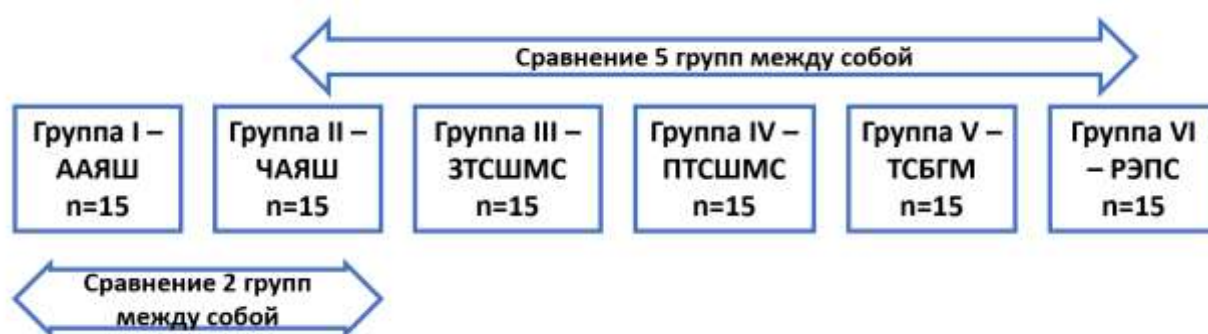 Сравнение 5 групп между собой
Группа I –
ААЯШ
n=15
Группа II –
ЧАЯШ
n=15
Группа III –
ЗТСШМС
n=15
Группа IV –
ПТСШМС
n=15
Группа V –
ТСБГМ
n=15
Группа VI
– РЭПС
n=15
Сравнение 2 групп
между собой